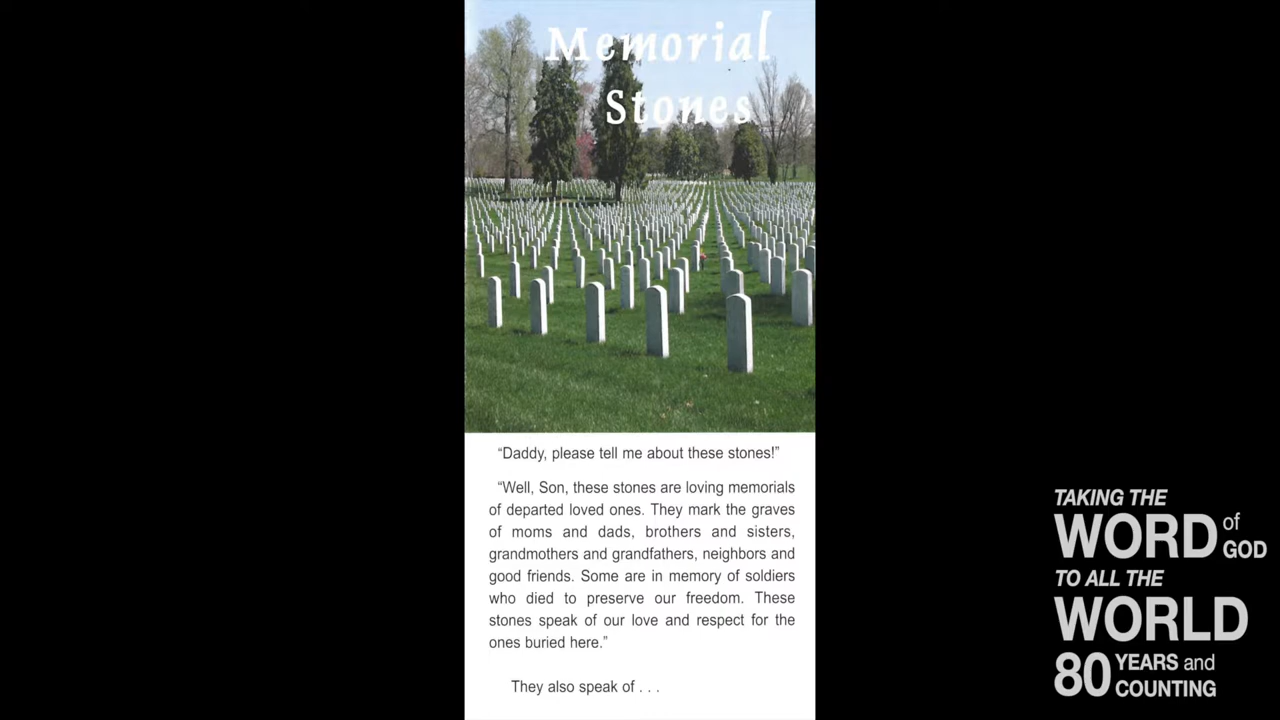 Memorial
Stones
“Daddy, please tell me about these stones!”
“Well, Son, these stones are loving memorials
of departed loved ones. They mark the graves
of moms and dads, brothers and sisters,
grandmothers and grandfathers, neighbors and
good friends. Some are in memory of soldiers
who died to preserve our freedom. These
stones speak of our love and respect for the
ones buried here.”
They also speak of . . .
TAKING THE
WORD of GOD
TO ALL THE
WORLD
80 YEARS and
COUNTING